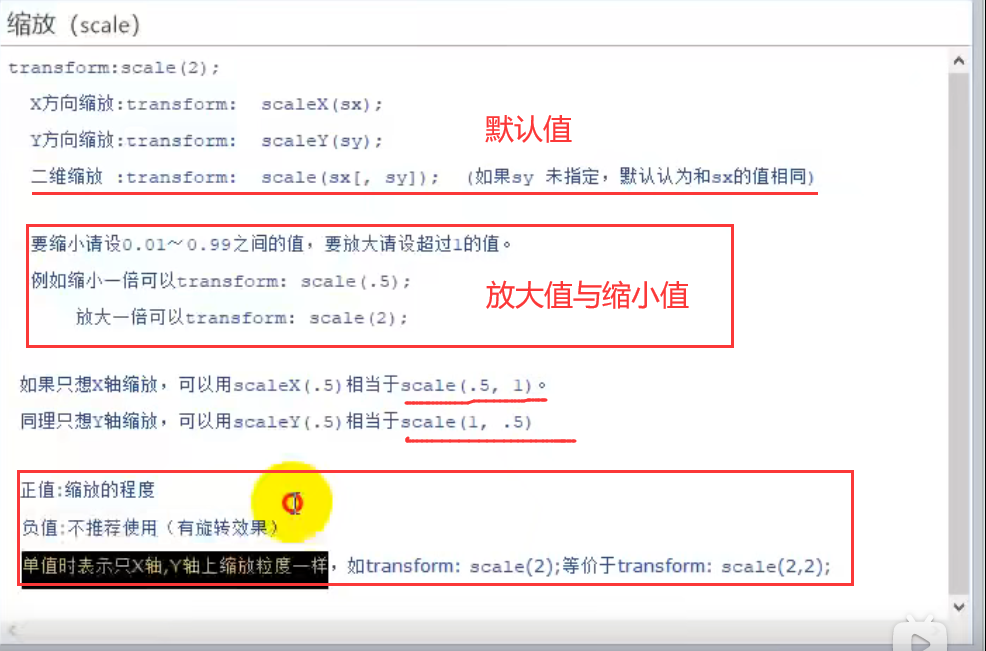 缩放（scale）
transform:scale(2);
X方向缩放:transform: scaleX(sx);
Y方向缩放:transform: scaleY(sy);
默认值
二维缩放 :transform: scale(sx[, sy]); (如果sy 未指定，默认认为和sx的值相同)
要缩小请设0.01～0.99之间的值，要放大请设超过1的值。
例如缩小一倍可以transform: scale(.5);
放大值与缩小值
放大一倍可以transform: scale(2);
如果只想X轴缩放，可以用scaleX(.5)相当于scale(.5, 1)。
同理只想Y轴缩放，可以用scaleY(.5)相当于scale(1, .5)
正值:缩放的程度
负值:不推荐使用（有旋转效果）
单值时表示只X轴,Y轴上缩放粒度一样，如transform: scale(2);等价于transform: scale(2,2);